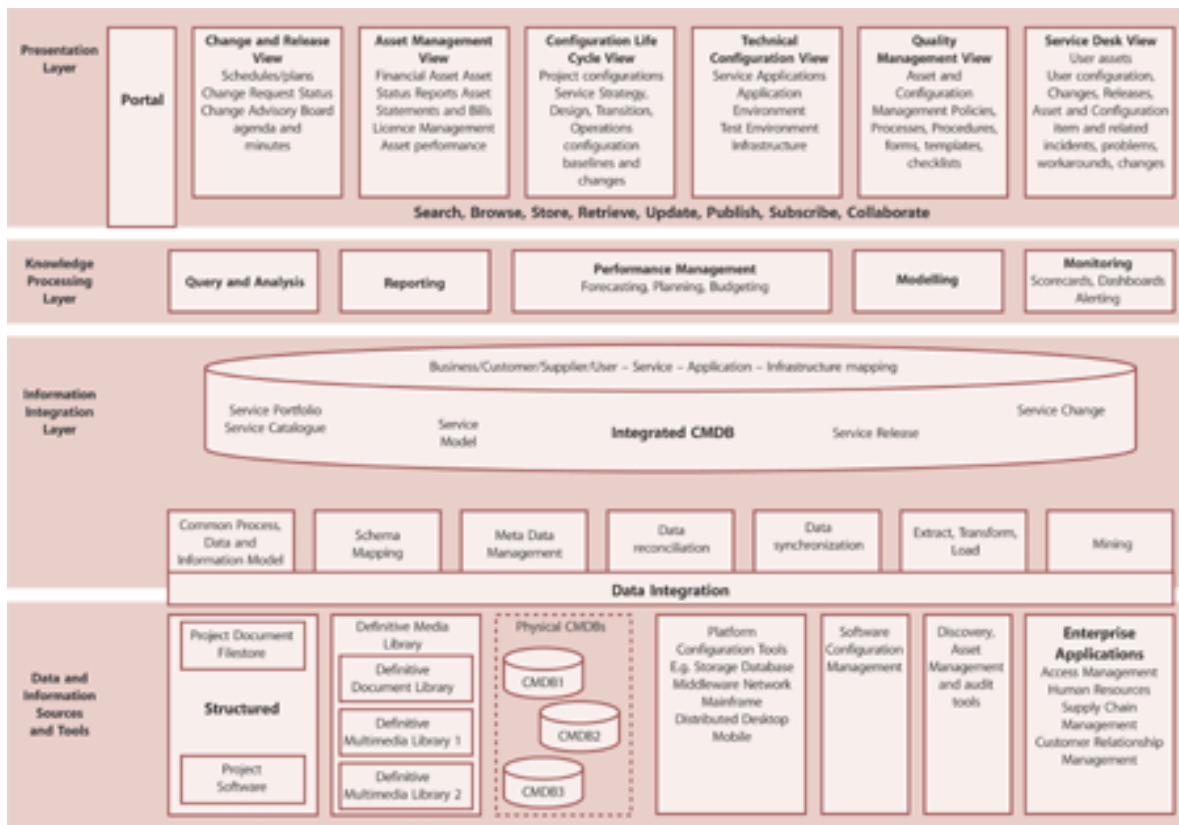 Presentation
Layer
Portal
Change and Release
View
Schedules/plans
Change Request Status
Change Advisory Board
agenda and
minutes
Asset Management
View
Financial Asset Asset
Status Reports Asset
Statements and Bills
Licence Management
Asset performance
Configuration Life
Cycle View
Project configurations
Service Strategy,
Design, Transition,
Operations
configuration
baselines and
changes
Technical
Configuration View
Service Applications
Application
Environment
Test Environment
Infrastructure
Quality
Management View
Asset and
Configuration
Management Policies,
Processes, Procedures,
forms, templates,
checklists
Service Desk View
User assets
User configuration,
Changes, Releases,
Asset and Configuration
item and related
incidents, problems,
workarounds, changes
Search, Browse, Store, Retrieve, Update, Publish, Subscribe, Collaborate
Knowledge
Processing
Layer
Query and Analysis
Reporting
Performance Management
Forecasting, Planning, Budgeting
Modelling
Monitoring
Scorecards, Dashboards
Alerting
Information
Integration
Layer
Business/Customer/Supplier/User – Service – Application – Infrastructure mapping
Service Portfolio
Service Catalogue
Service
Model
Integrated CMDB
Service Release
Service Change
Common Process,
Data and
Information Model
Schema
Mapping
Meta Data
Management
Data
reconciliation
Data
synchronization
Extract, Transform,
Load
Mining
Data Integration
Data and
Information
Sources
and Tools
Project Document
Filestore
Structured
Project
Software
Definitive Media
Library
Definitive
Document Library
Definitive
Multimedia Library 1
Definitive
Multimedia Library 2
Physical CMDBs
CMDB1
CMDB2
CMDB3
Platform
Configuration Tools
E.g. Storage Database
Middleware Network
Mainframe
Distributed Desktop
Mobile
Software
Configuration
Management
Discovery,
Asset
Management
and audit
tools
Enterprise
Applications
Access Management
Human Resources
Supply Chain
Management
Customer Relationship
Management